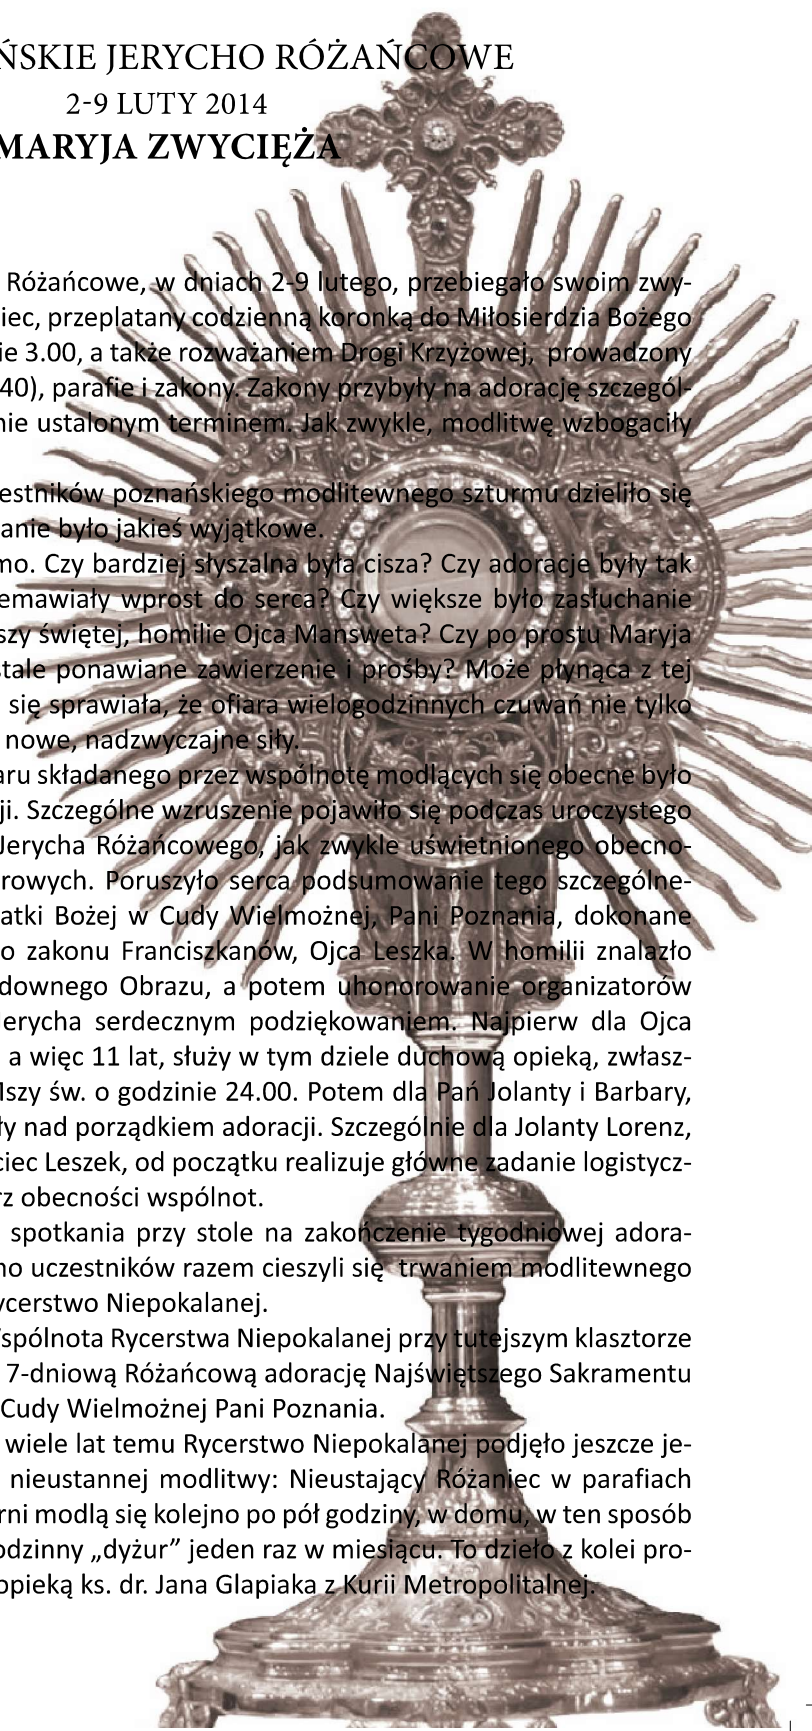 ŃSKIE JERYCHO RÓŻAŃCOWE
2-9 LUTY 2014
MARYJA ZWYCIĘŻA
Różańcowe, w dniach 2-9 lutego, przebiegało swoim zwy-
iec, przeplatany codzienną koronką do Miłosierdzia Bożego
ie 3.00, a także rozważaniem Drogi Krzyżowej, prowadzony
40), parafie i zakony. Zakony przybyły na adorację szczegól-
nie ustalonym terminem. Jak zwykle, modlitwę wzbogaciły
zestników poznańskiego modlitewnego szturmu dzieliło się
anie było jakieś wyjątkowe.
mo. Czy bardziej słyszalna była cisza? Czy adoracje były tak
zemawiały wprost do serca? Czy większe było zasłuchanie
szy świętej, homilie Ojca Mansweta? Czy po prostu Maryja
stale ponawiane zawierzenie i prośby? Może płynąca z tej
się sprawiała, że ofiara wielogodzinnych czuwań nie tylko
nowe, nadzwyczajne siły.
aru składanego przez wspólnotę modlących się obecne było
ji. Szczególne wzruszenie pojawiło się podczas uroczystego
Jerycha Różańcowego, jak zwykle uświetnionego obecno-
rowych. Poruszyło serca podsumowanie tego szczególne-
atki Bożej w Cudy Wielmożnej, Pani Poznania, dokonane
o zakonu Franciszkanów, Ojca Leszka. W homilii znalazło
downego Obrazu, a potem uhonorowanie organizatorów
Jerycha serdecznym podziękowaniem. Najpierw dla Ojca
a więc 11 lat, służy w tym dziele duchową opieką, zwłasz-
Mszy św. o godzinie 24.00. Potem dla Pań Jolanty i Barbary,
ły nad porządkiem adoracji. Szczególnie dla Jolanty Lorenz,
ciec Leszek, od początku realizuje główne zadanie logistycz-
rz obecności wspólnot.
spotkania przy stole na zakończenie tygodniowej adora-
no uczestników razem cieszyli się trwaniem modlitewnego
ycerstwo Niepokalanej.
Wspólnota Rycerstwa Niepokalanej przy tutejszym klasztorze
7-dniową Różańcową adorację Najświętszego Sakramentu
Cudy Wielmożnej Pani Poznania.
wiele lat temu Rycerstwo Niepokalanej podjęło jeszcze je-
nieustannej modlitwy: Nieustający Różaniec w parafiach
rni modlą się kolejno po pół godziny, w domu, w ten sposób
odzinny „dyżur” jeden raz w miesiącu. To dzieło z kolei pro-
opieką ks. dr. Jana Glapiaka z Kurii Metropolitalnej.